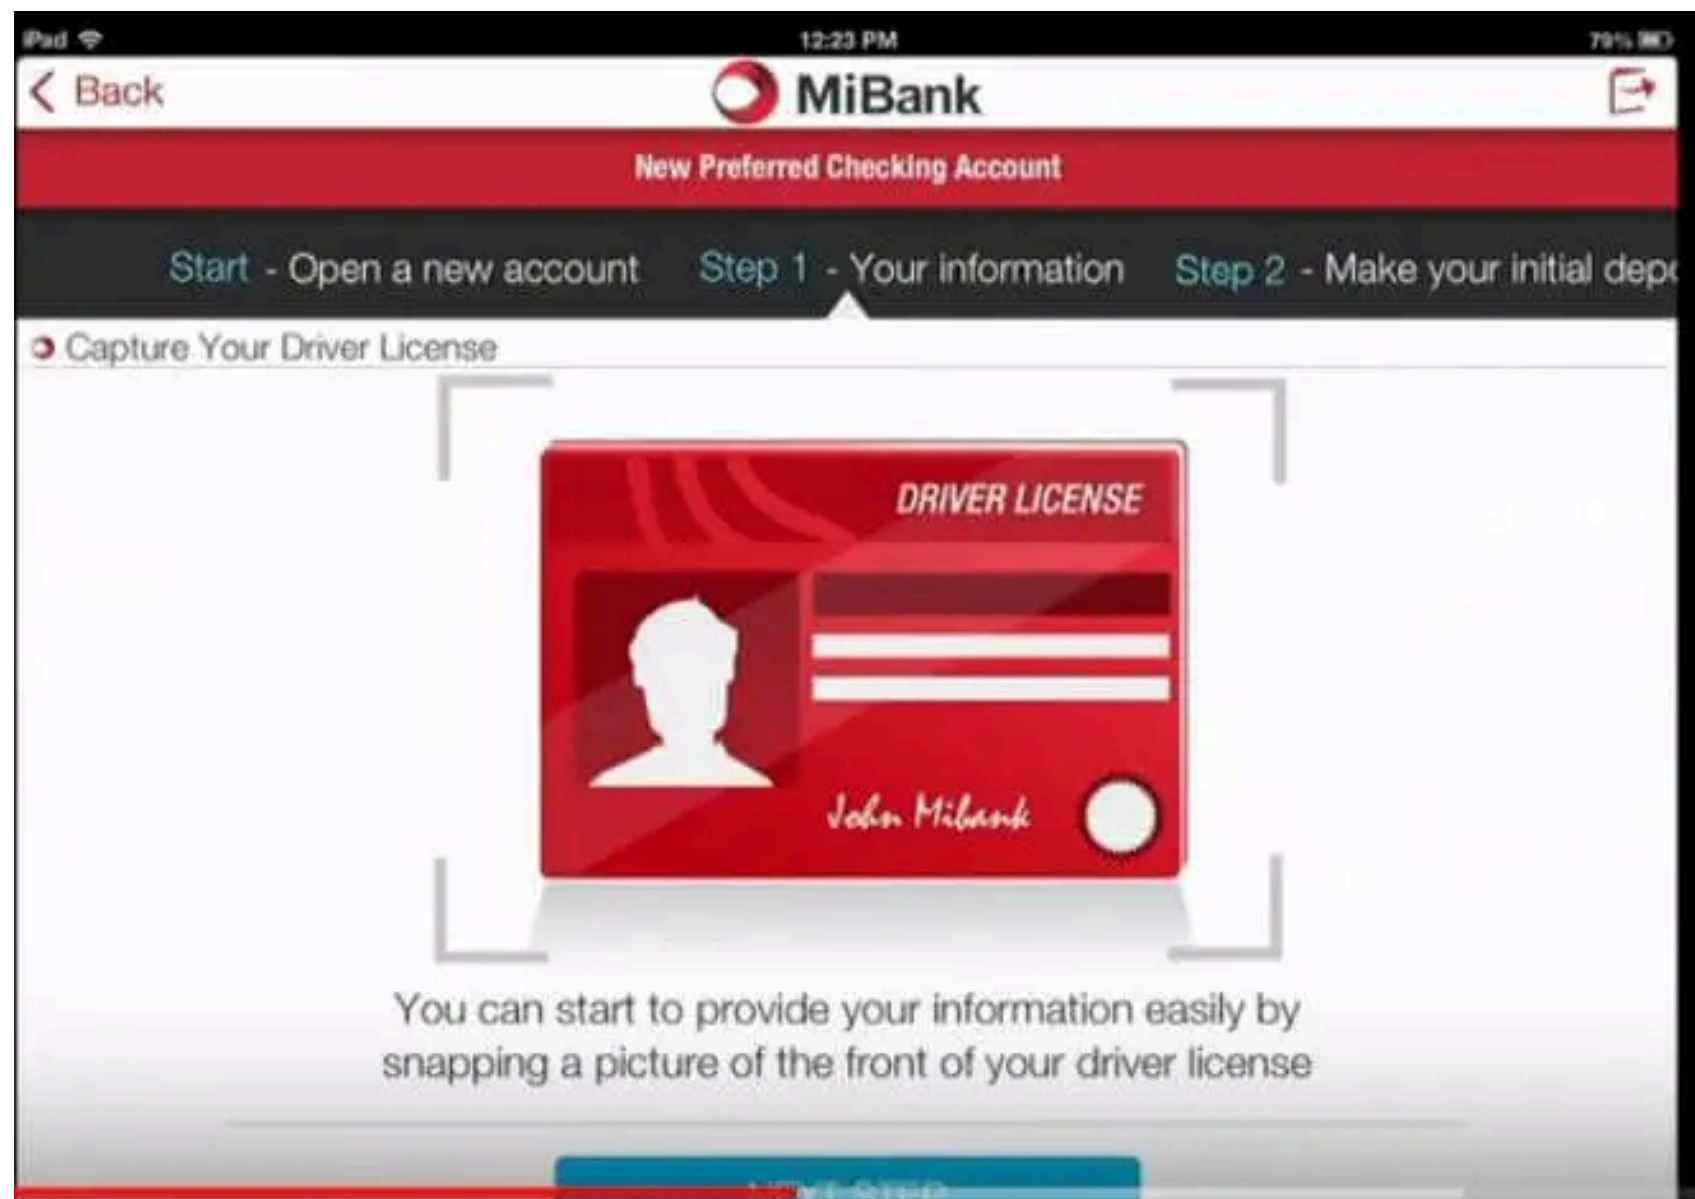 iPad 12:23 PM 79%
Back MiBank
New Preferred Checking Account
Start - Open a new account Step 1 - Your information Step 2 - Make your initial depo
Capture Your Driver License
DRIVER LICENSE
John Mibank
You can start to provide your information easily by
snapping a picture of the front of your driver license